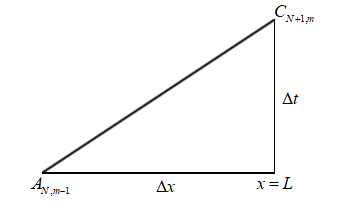 C_{N+1,m}
Δt
A_{N,m−1}
Δx
x = L